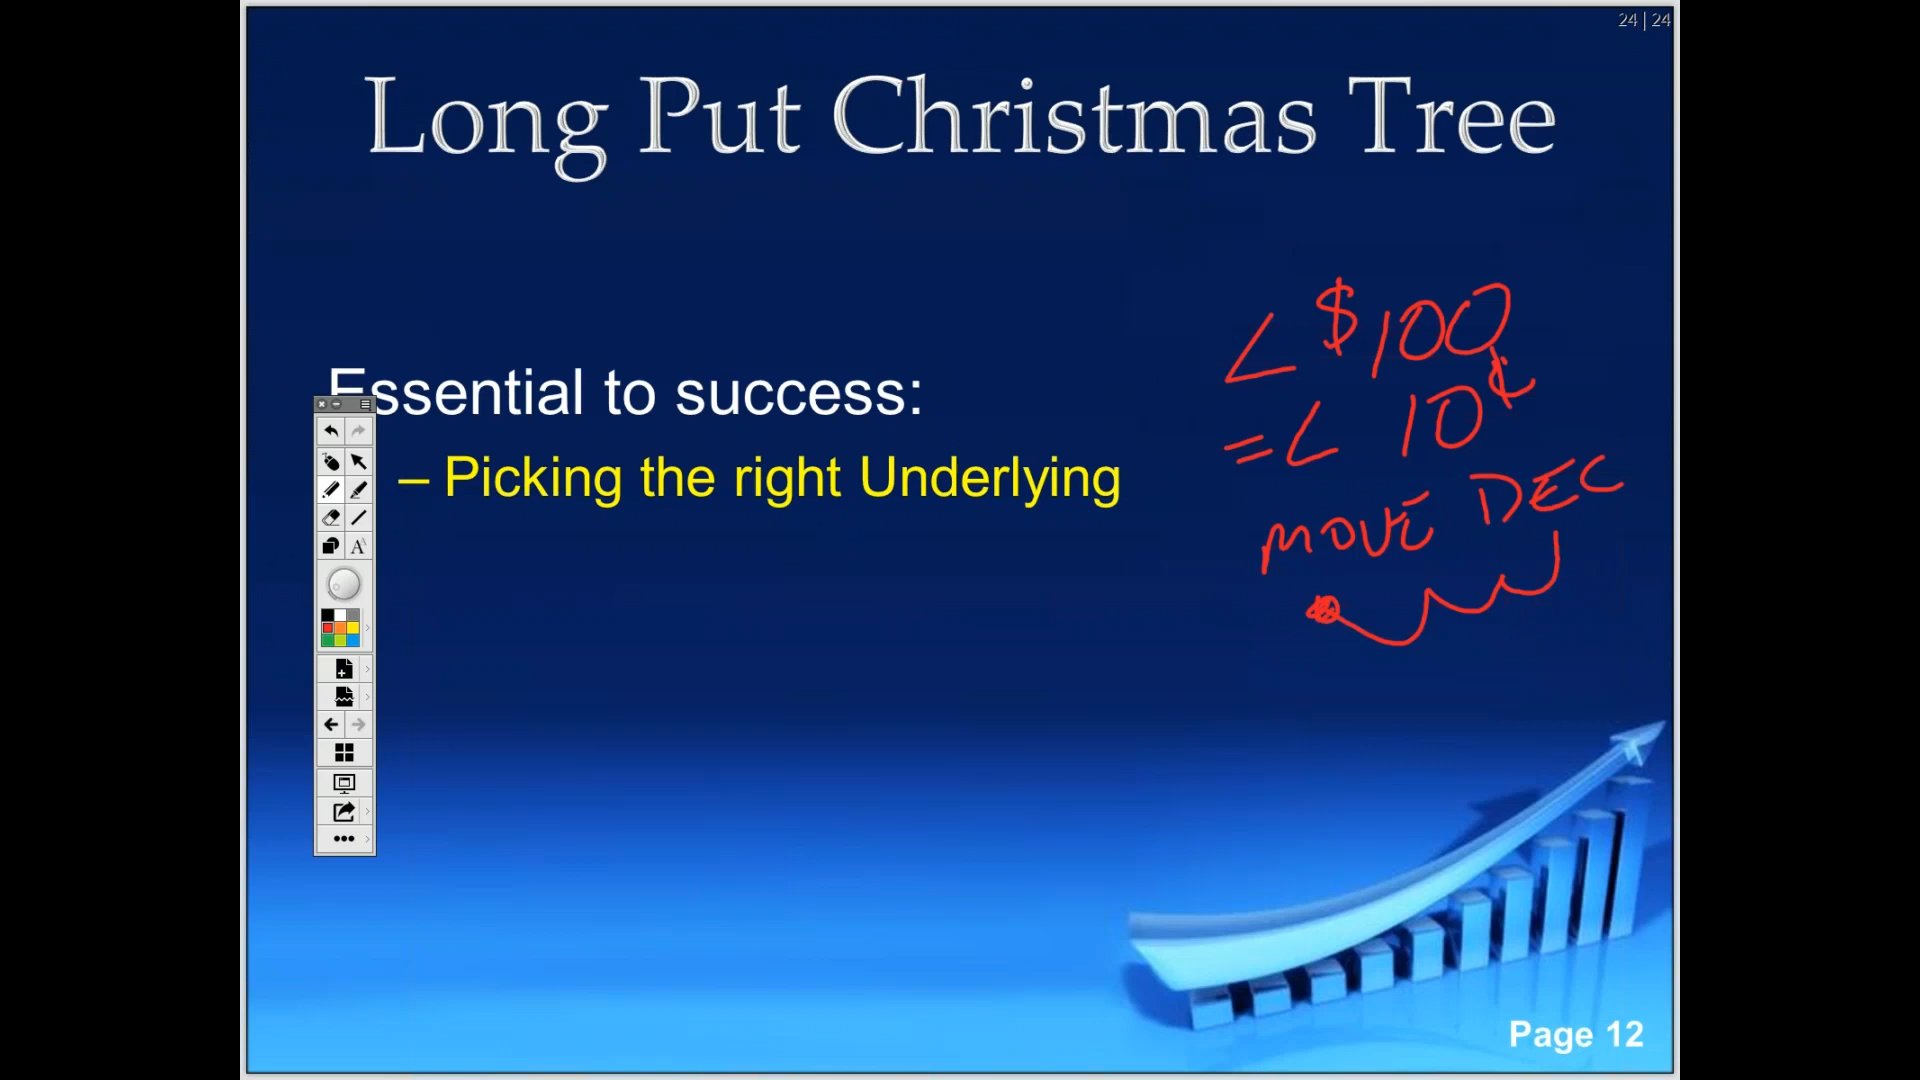 24 | 24
Long Put Christmas Tree
Essential to success:
– Picking the right Underlying
< $100
=< 10¢
MOVE DEC
Page 12